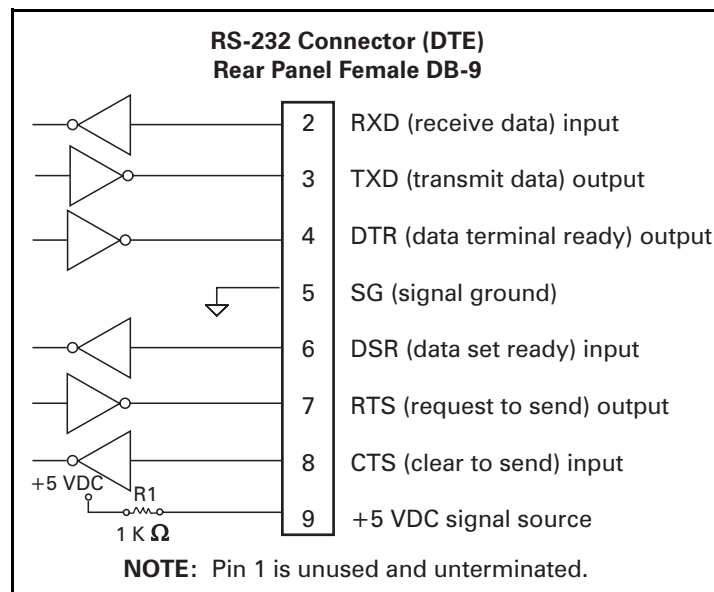 RS-232 Connector (DTE)
Rear Panel Female DB-9
2 RXD (receive data) input
3 TXD (transmit data) output
4 DTR (data terminal ready) output
5 SG (signal ground)
6 DSR (data set ready) input
7 RTS (request to send) output
8 CTS (clear to send) input
+5 VDC
R1
9 +5 VDC signal source
1 K Ω
NOTE: Pin 1 is unused and unterminated.